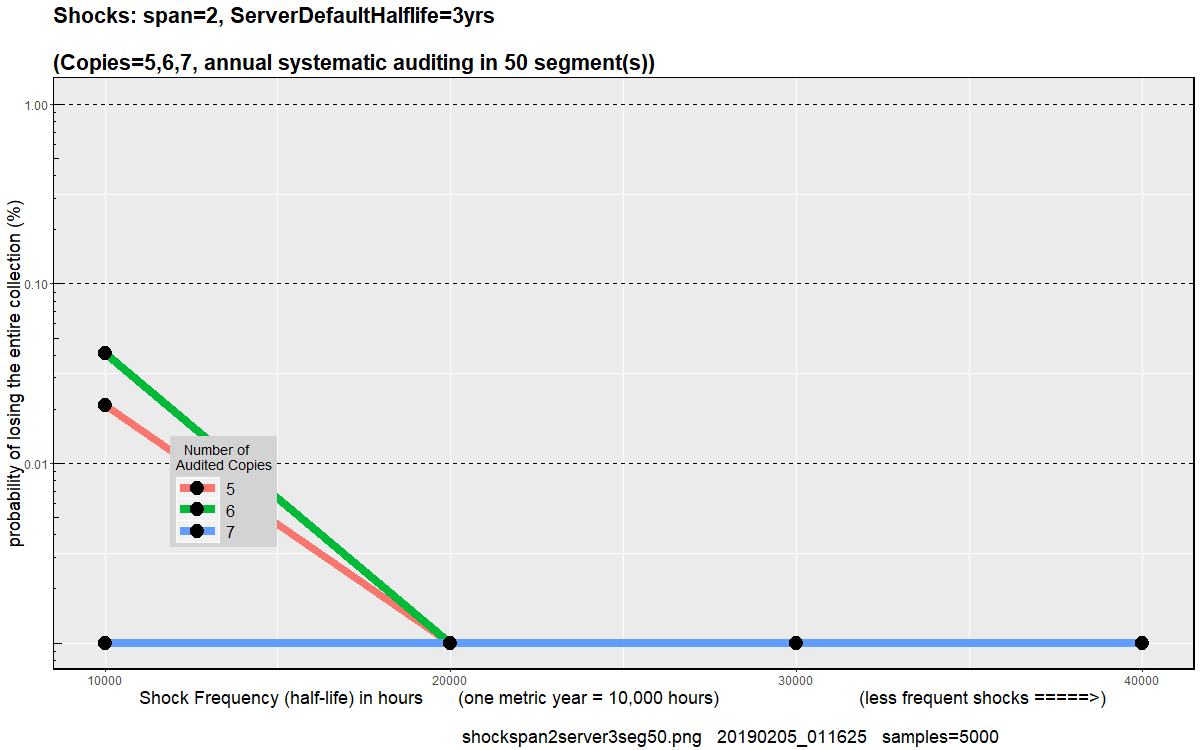 Shocks: span=2, ServerDefaultHalflife=3yrs
(Copies=5,6,7, annual systematic auditing in 50 segment(s))
probability of losing the entire collection (%)
1.00
0.10
0.01
Number of
Audited Copies
5
6
7
10000
20000
30000
40000
Shock Frequency (half-life) in hours (one metric year = 10,000 hours) (less frequent shocks =====>)
shockspan2server3seg50.png 20190205_011625 samples=5000